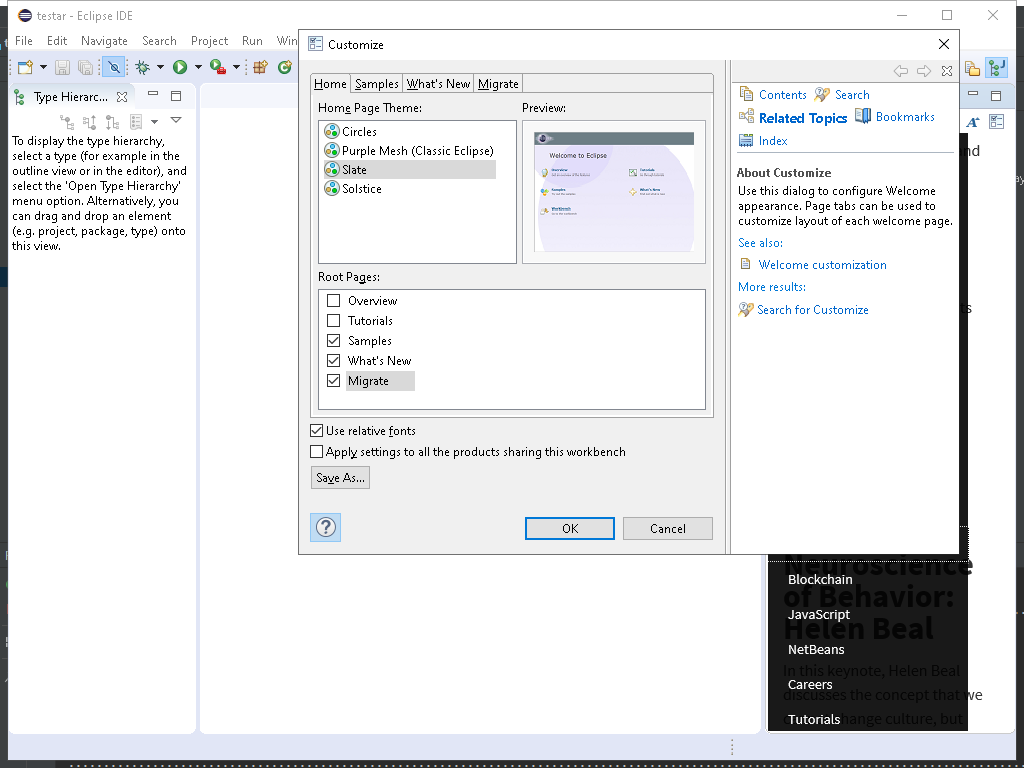 testar - Eclipse IDE
File Edit Navigate Search Project Run Win
Customize
Type Hierarc...
To display the type hierarchy,
select a type (for example in the
outline view or in the editor), and
select the 'Open Type Hierarchy'
menu option. Alternatively, you
can drag and drop an element
(e.g. project, package, type) onto
this view.
Home Samples What's New Migrate
Home Page Theme:
Circles
Purple Mesh (Classic Eclipse)
Slate
Solstice
Preview:
Welcome to Eclipse
Overview
Tutorials
Samples
What's New
Workbench
Root Pages:
Overview
Tutorials
Samples
What's New
Migrate
Use relative fonts
Apply settings to all the products sharing this workbench
Save As...
OK
Cancel
Contents Search
Related Topics Bookmarks
Index
About Customize
Use this dialog to configure Welcome
appearance. Page tabs can be used to
customize layout of each welcome page.
See also:
Welcome customization
More results:
Search for Customize
Neuroscience
of Behavior:
Helen Beal
In this keynote, Helen Beal
discusses the concept that we
change culture, but
Blockchain
JavaScript
NetBeans
Careers
Tutorials